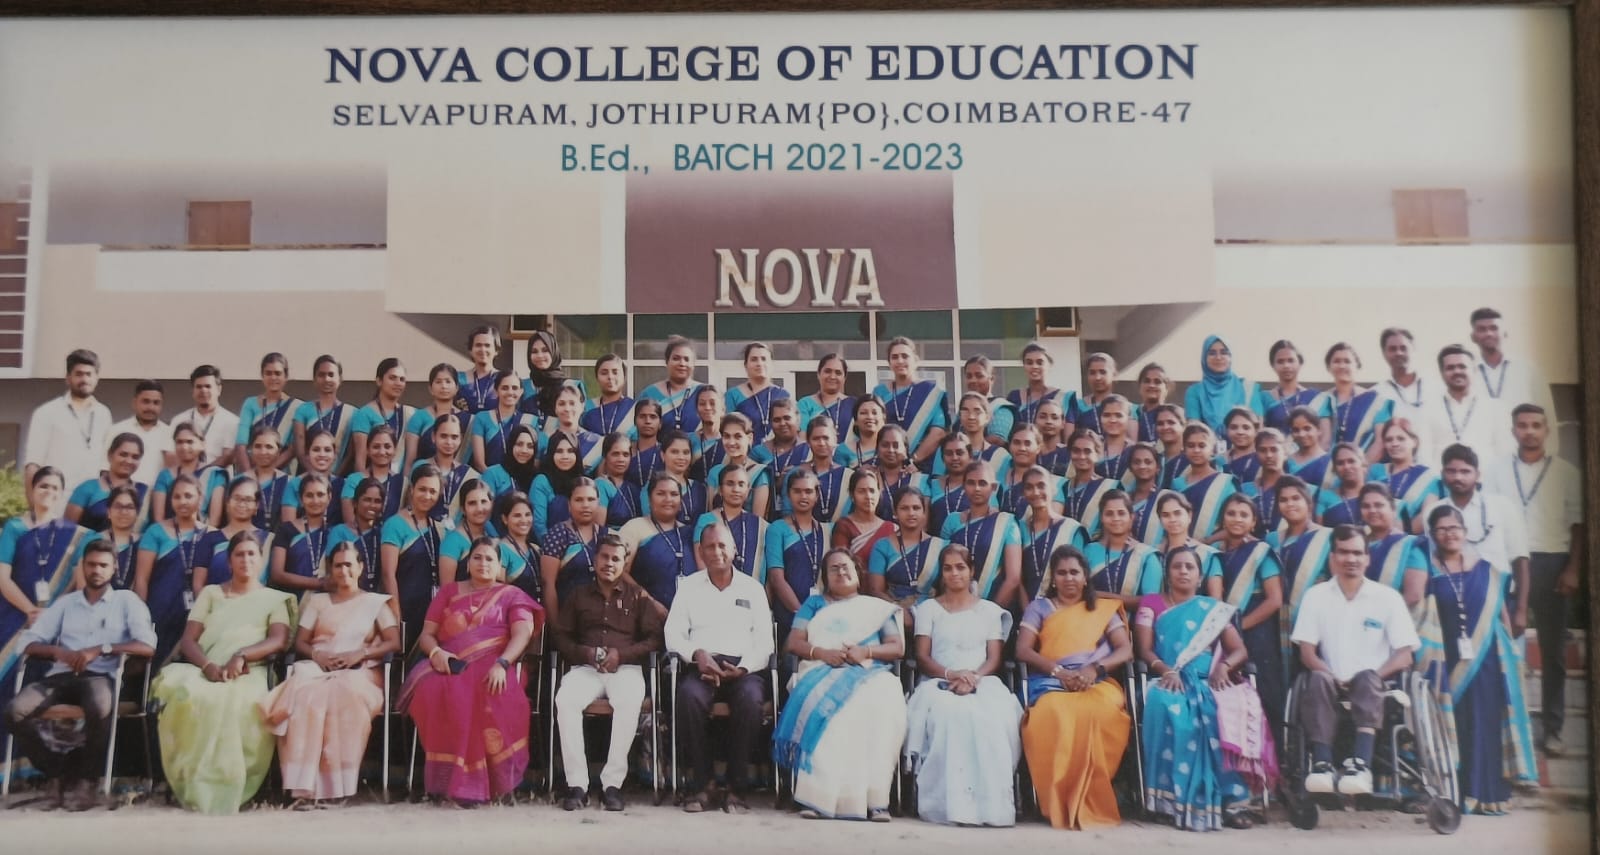 NOVA COLLEGE OF EDUCATION
SELVAPURAM, JOTHIPURAM{PO},COIMBATORE-47
B.Ed., BATCH 2021-2023
NOVA